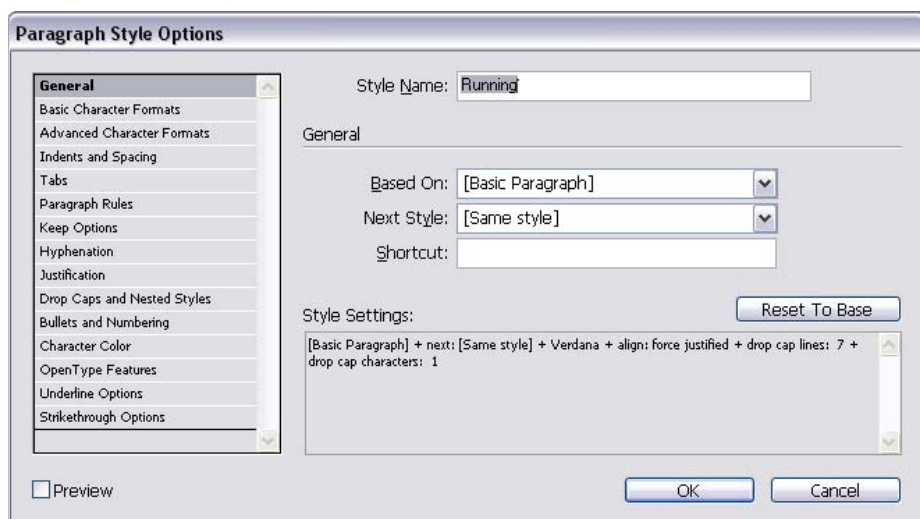 Paragraph Style Options
General
Basic Character Formats
Advanced Character Formats
Indents and Spacing
Tabs
Paragraph Rules
Keep Options
Hyphenation
Justification
Drop Caps and Nested Styles
Bullets and Numbering
Character Color
OpenType Features
Underline Options
Strikethrough Options
Preview
Style Name: Running
General
Based On: [Basic Paragraph]
Next Style: [Same style]
Shortcut:
Style Settings:
Reset To Base
[Basic Paragraph] + next: [Same style] + Verdana + align: force justified + drop cap lines: 7 +
drop cap characters: 1
OK
Cancel